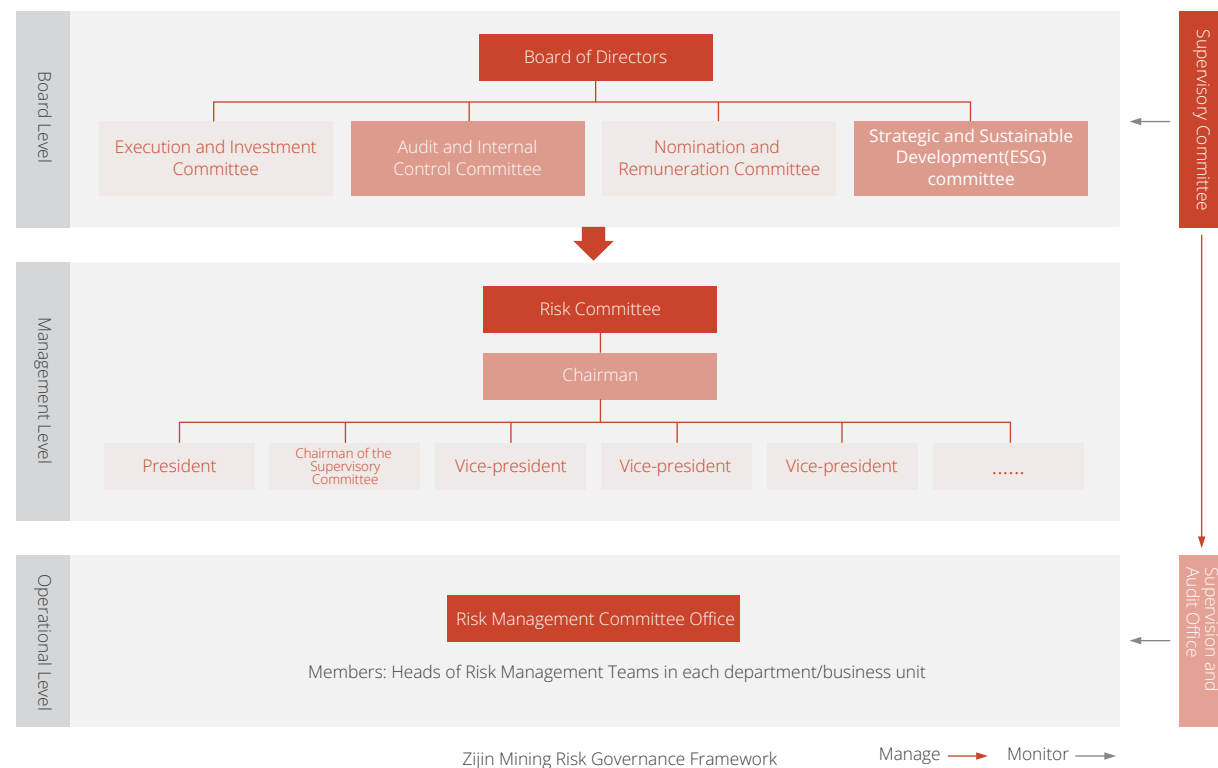 Board Level
Board of Directors
Execution and Investment
Committee
Audit and Internal
Control Committee
Nomination and
Remuneration Committee
Strategic and Sustainable
Development(ESG)
committee
Supervisory Committee
Management Level
Risk Committee
Chairman
President
Chairman of the
Supervisory
Committee
Vice-president
Vice-president
Vice-president
......
Operational Level
Risk Management Committee Office
Members: Heads of Risk Management Teams in each department/business unit
Supervision and
Audit Office
Zijin Mining Risk Governance Framework
Manage
Monitor